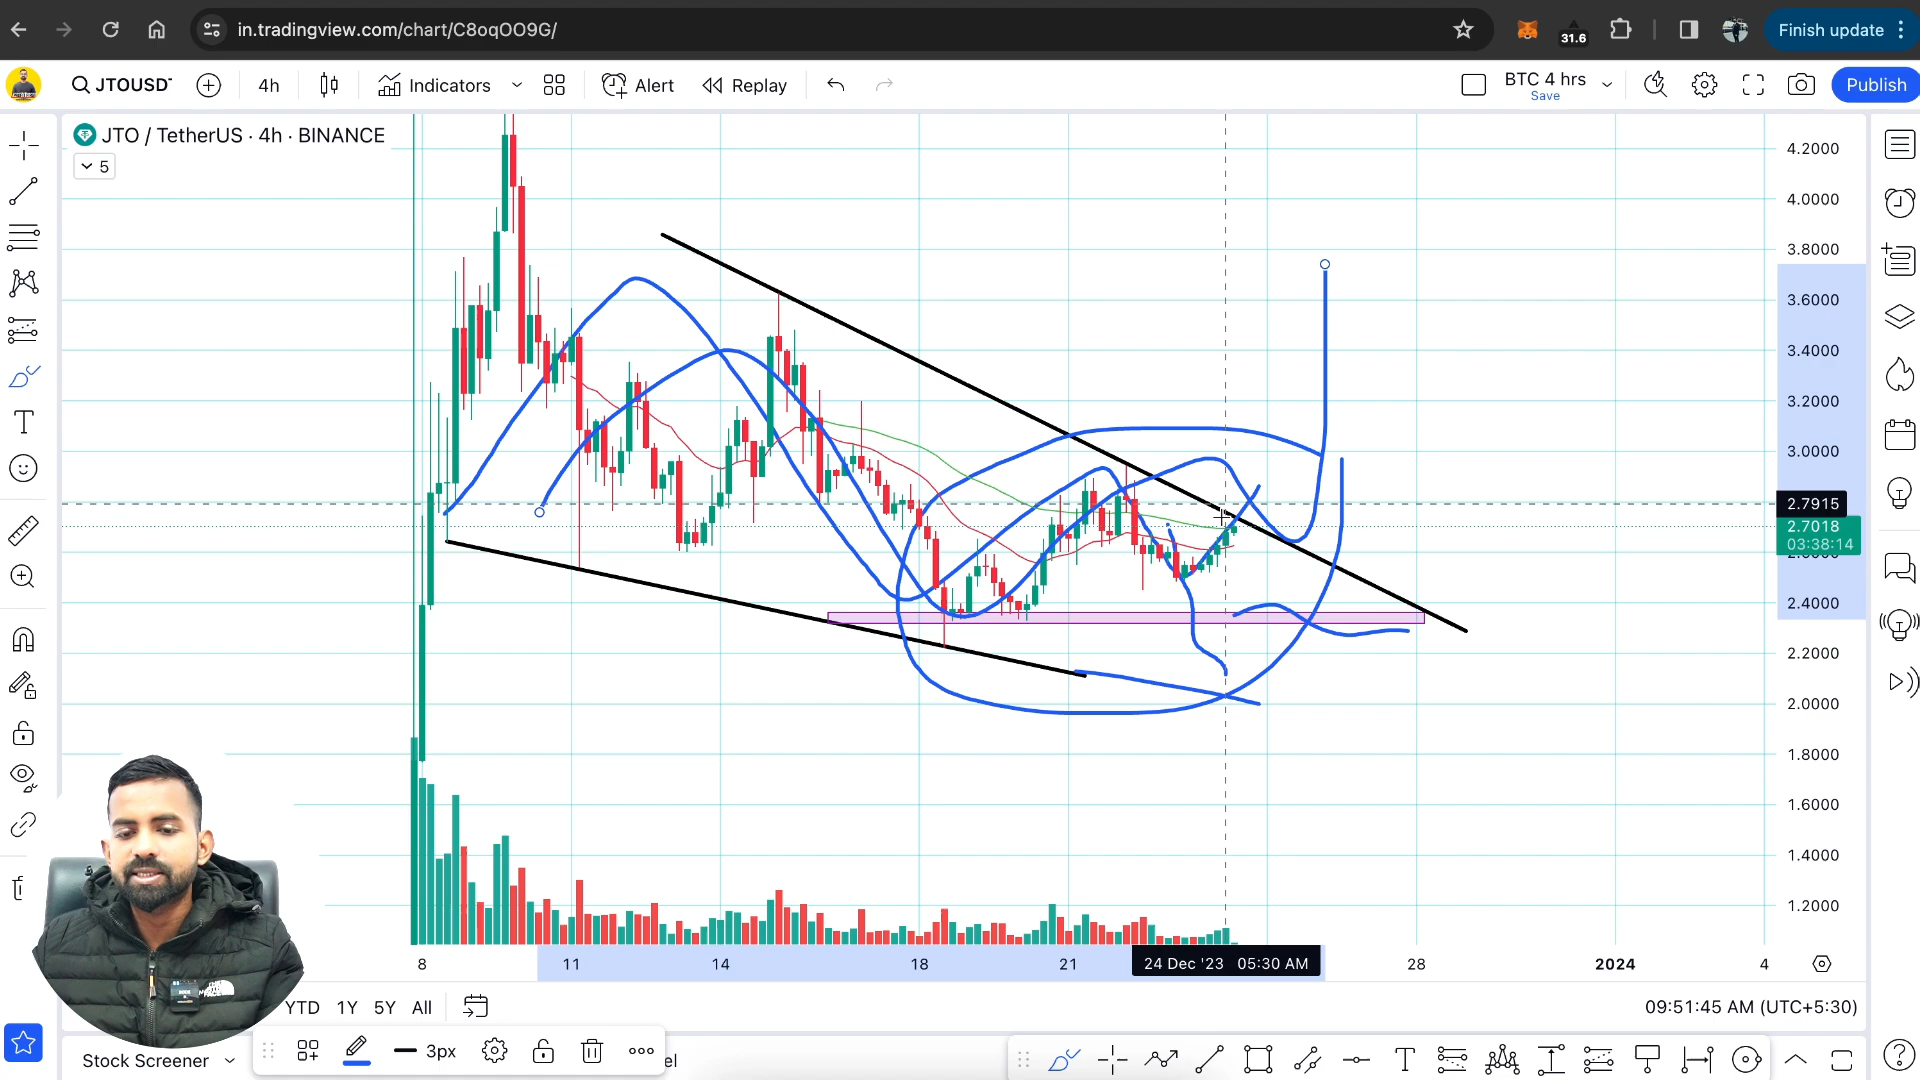 in.tradingview.com/chart/C8oqOO9G/
31.6
Finish update
JTOUSDT
4h
Indicators
Alert
Replay
BTC 4 hrs
Save
Publish
JTO / TetherUS · 4h · BINANCE
5
4.2000
4.0000
3.8000
3.6000
3.4000
3.2000
3.0000
2.7915
2.7018
03:38:14
2.4000
2.2000
2.0000
1.8000
1.6000
1.4000
1.2000
8
11
14
18
21
24 Dec '23 05:30 AM
28
2024
4
YTD
1Y
5Y
All
09:51:45 AM (UTC+5:30)
Stock Screener
3px